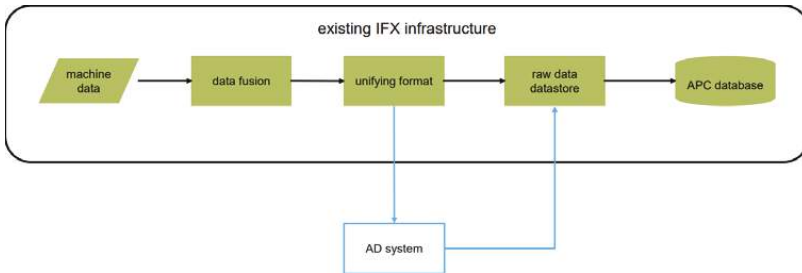 existing IFX infrastructure
machine
data
data fusion
unifying format
raw data
datastore
APC database
AD system